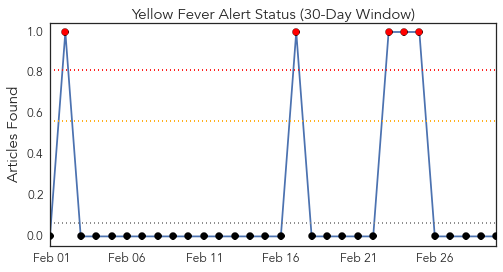 Yellow Fever Alert Status (30-Day Window)
Articles Found
1.0
0.8
0.6
0.4
0.2
0.0
Feb 01 Feb 06 Feb 11 Feb 16 Feb 21 Feb 26